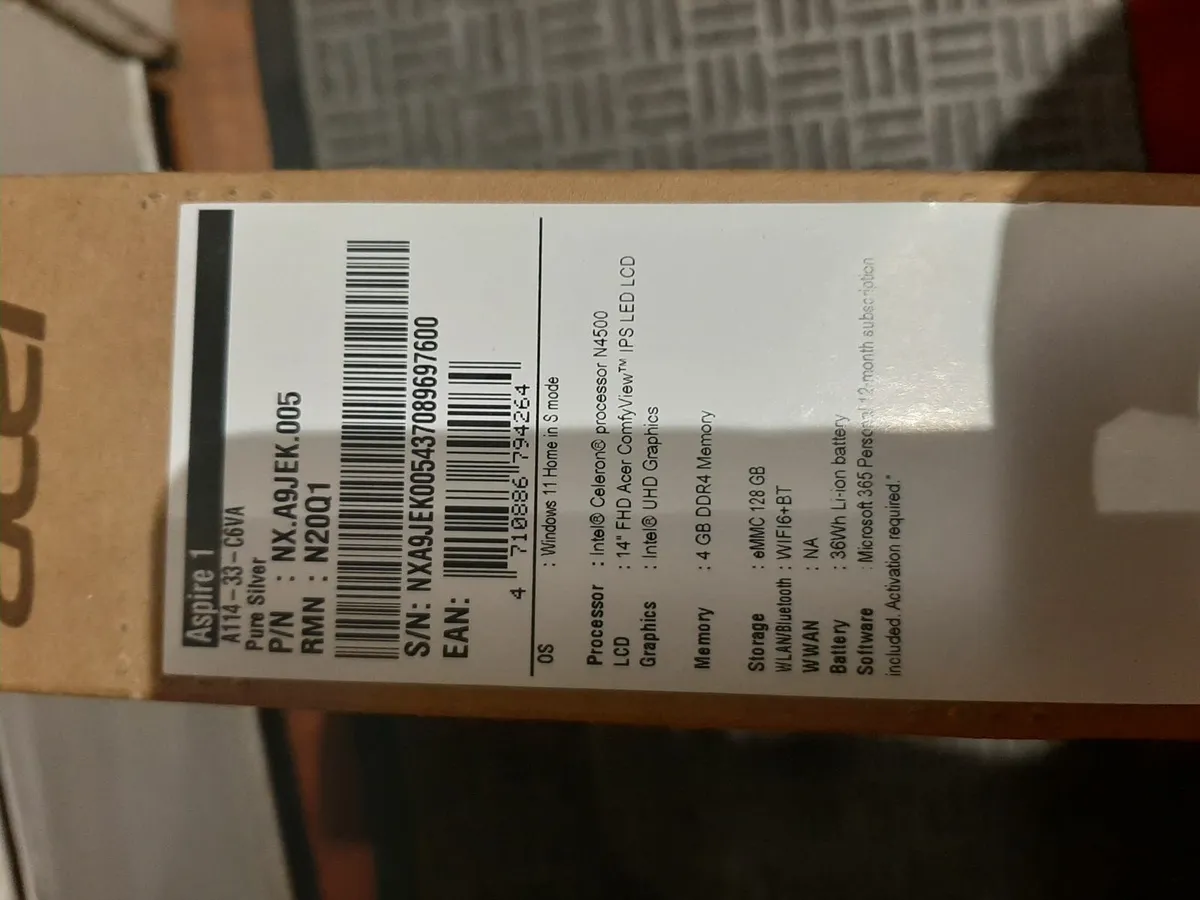 acer
Aspire 1
A114-33-C6VA
Pure Silver
P/N : NX.A9JEK.005
RMN : N20Q1
S/N: NXA9JEK005437089697600
EAN:
4 710886 794264
OS : Windows 11 Home in S mode
Processor : Intel® Celeron® processor N4500
LCD : 14" FHD Acer ComfyView™ IPS LED LCD
Graphics : Intel® UHD Graphics
Memory : 4 GB DDR4 Memory
Storage : eMMC 128 GB
WLAN/Bluetooth : WIFI6+BT
WWAN : NA
Battery : 36Wh Li-ion battery
Software : Microsoft 365 Personal 12-month subscription
included. Activation required.*